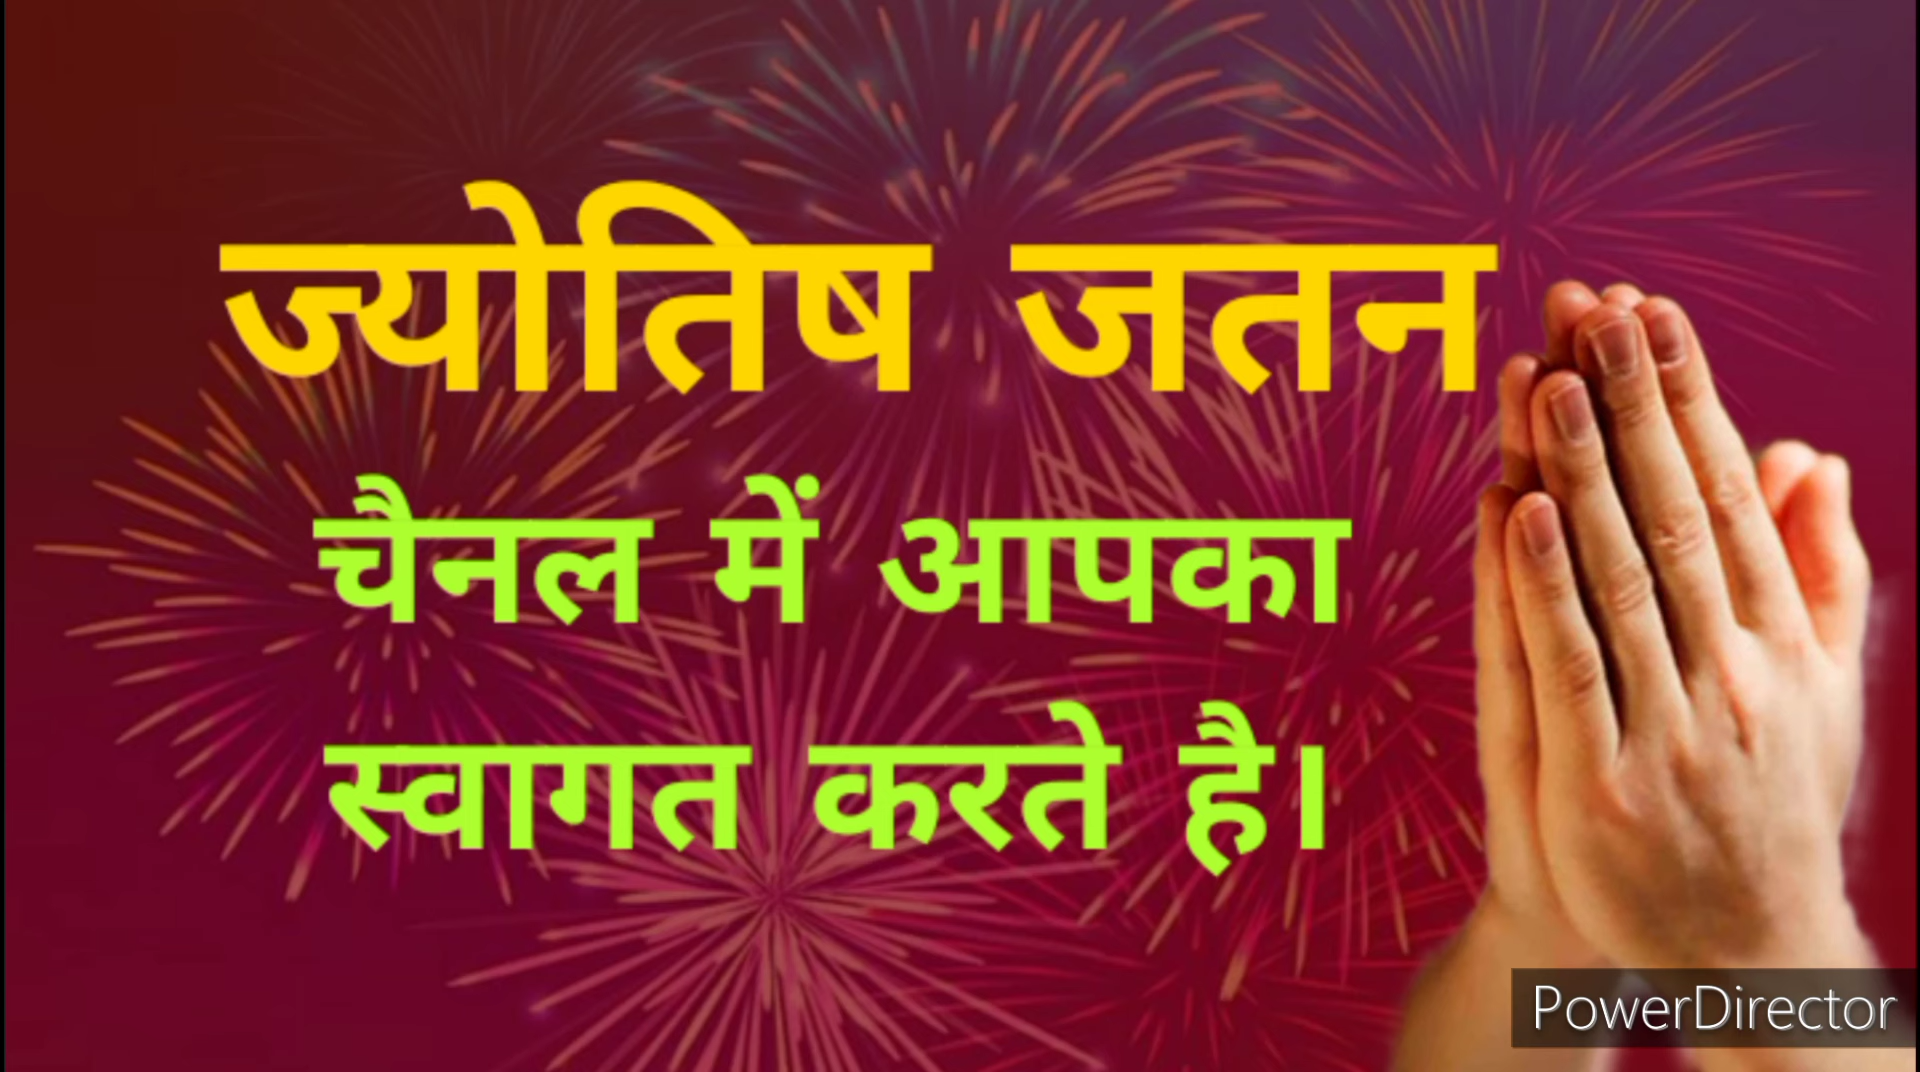 ज्योतिष जतन
चैनल में आपका
स्वागत करते है।
PowerDirector